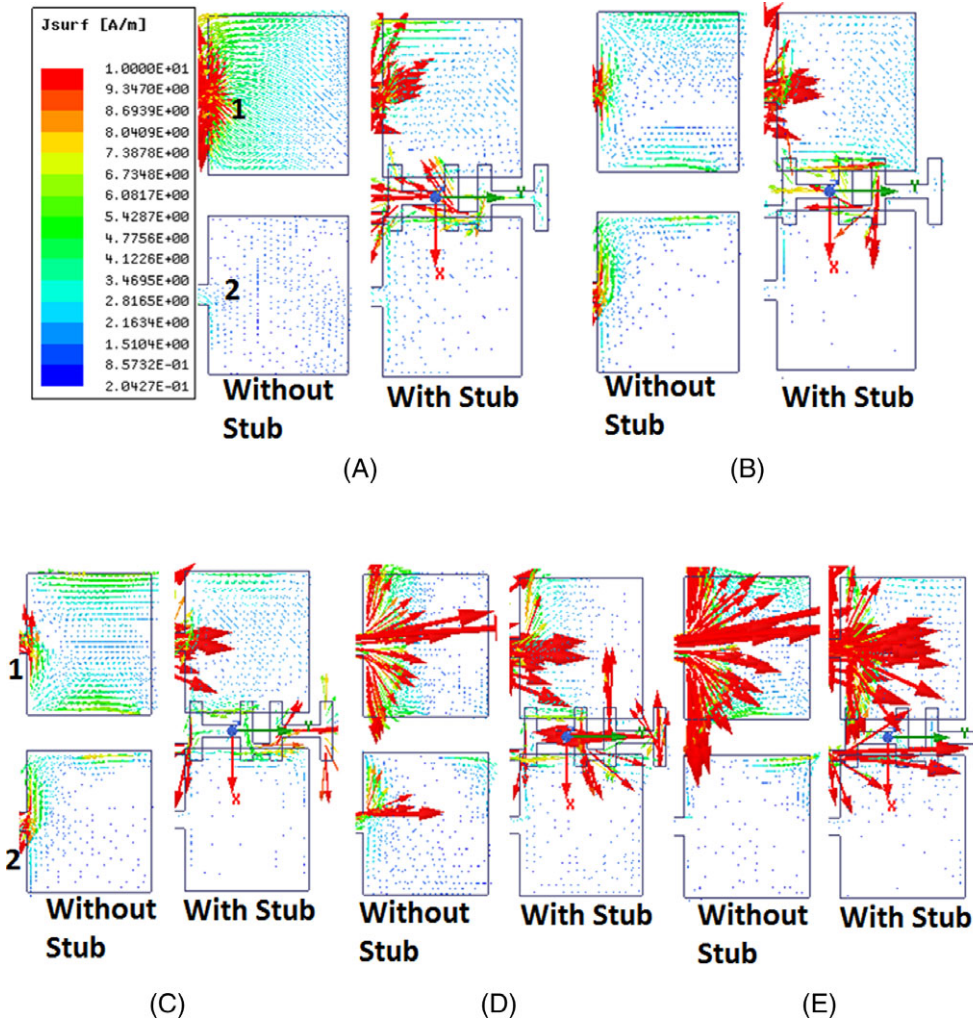 Jsurf [A/m]
1.0000E+01
9.3470E+00
8.6939E+00
8.0409E+00
7.3878E+00
6.7348E+00
6.0817E+00
5.4287E+00
4.7756E+00
4.1226E+00
3.4695E+00
2.8165E+00
2.1634E+00
1.5104E+00
8.5732E-01
2.0427E-01
1
2
Y
X
Without
Stub
With Stub
(A)
X
Without
Stub
With Stub
(B)
1
2
Y
X
Without
Stub
With Stub
(C)
X
Without
Stub
With Stub
(D)
Y
X
Without
Stub
With Stub
(E)